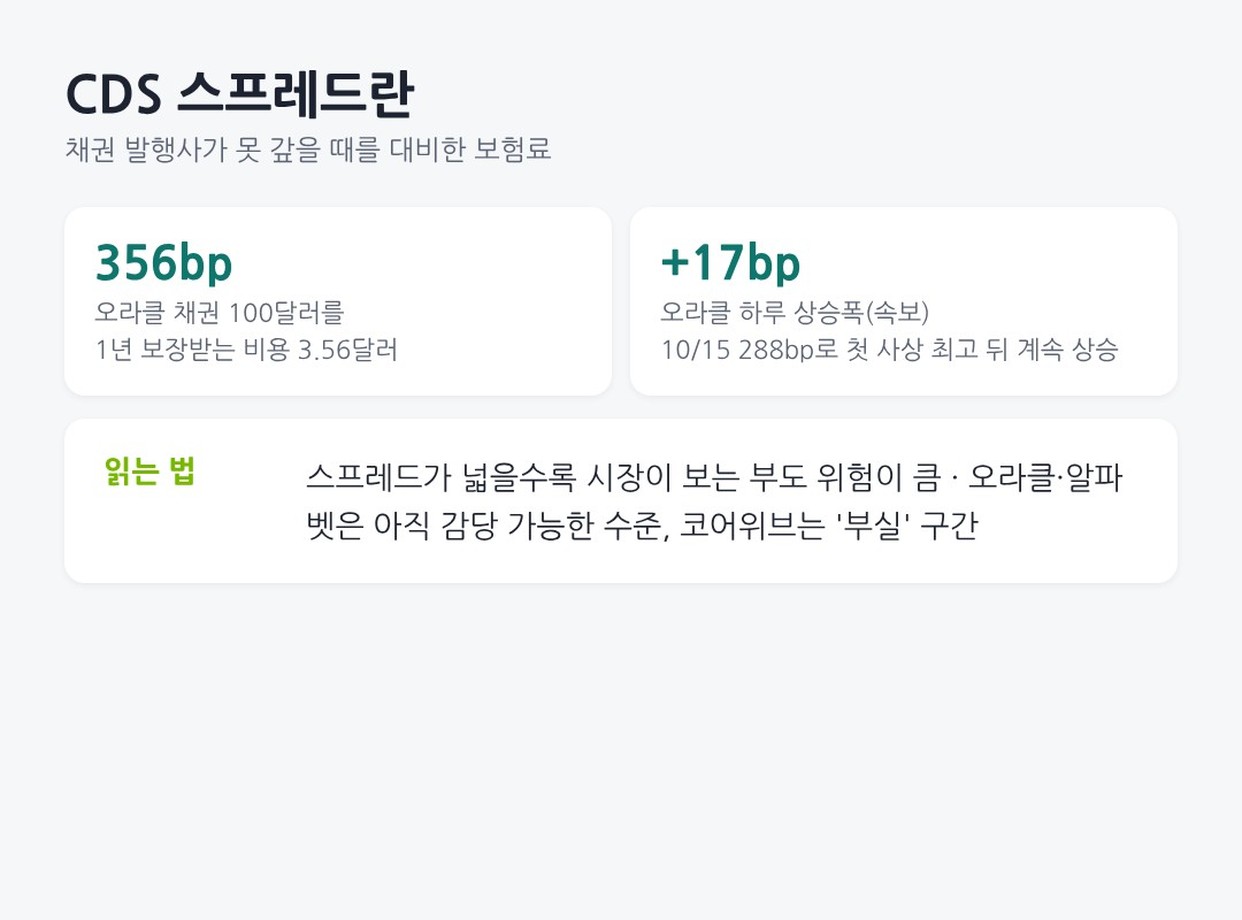 CDS 스프레드란
채권 발행사가 못 갚을 때를 대비한 보험료
356bp
오라클 채권 100달러를
1년 보장받는 비용 3.56달러
+17bp
오라클 하루 상승폭(속보)
10/15 288bp로 첫 사상 최고 뒤 계속 상승
읽는 법
스프레드가 넓을수록 시장이 보는 부도 위험이 큼 · 오라클·알파
벳은 아직 감당 가능한 수준, 코어위브는 '부실' 구간